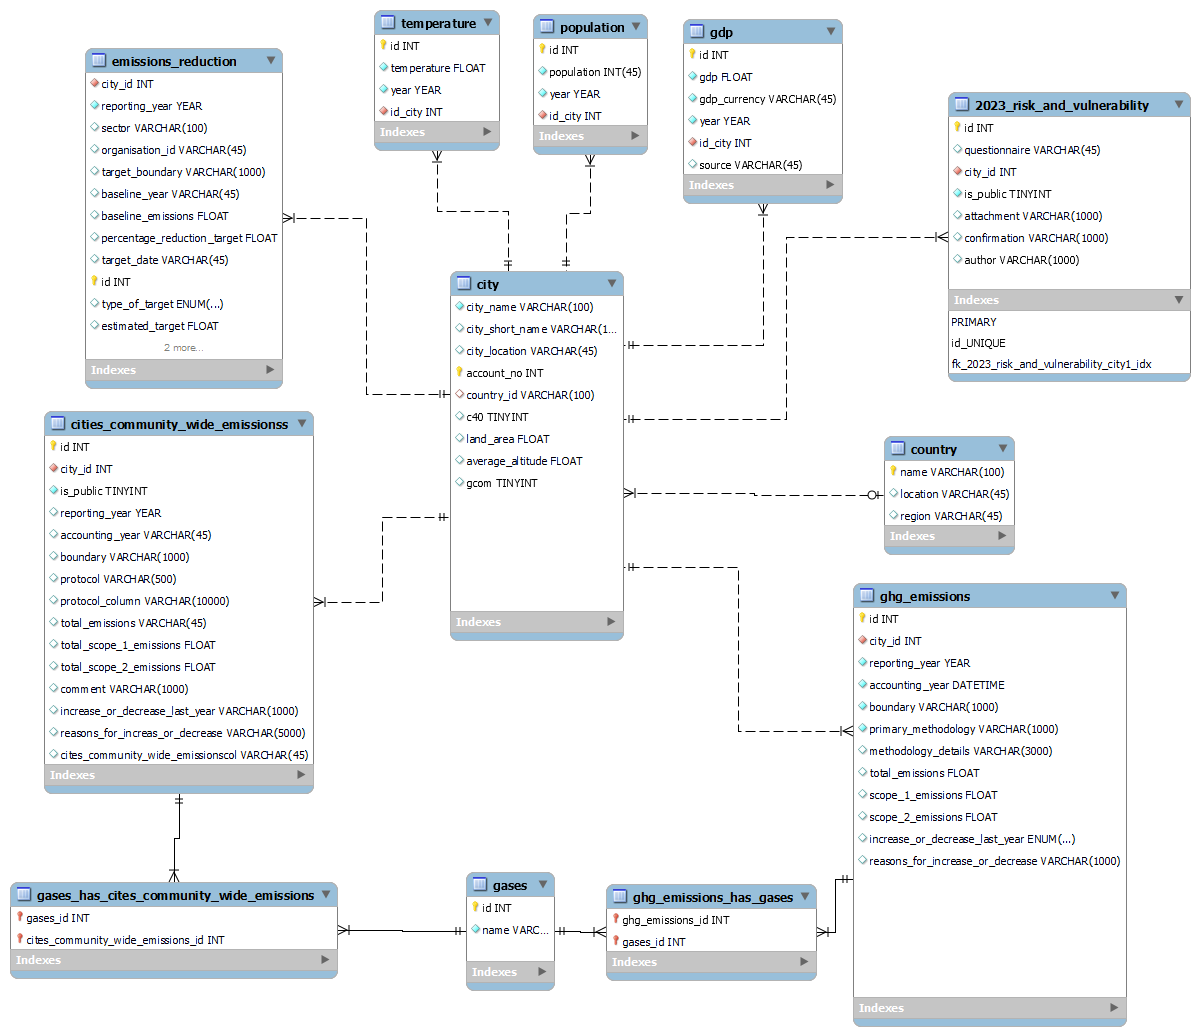 temperature
id INT
temperature FLOAT
year YEAR
id_city INT
Indexes
population
id INT
population INT(45)
year YEAR
id_city INT
Indexes
gdp
id INT
gdp FLOAT
gdp_currency VARCHAR(45)
year YEAR
id_city INT
source VARCHAR(45)
Indexes
emissions_reduction
city_id INT
reporting_year YEAR
sector VARCHAR(100)
organisation_id VARCHAR(45)
target_boundary VARCHAR(1000)
baseline_year VARCHAR(45)
baseline_emissions FLOAT
percentage_reduction_target FLOAT
target_date VARCHAR(45)
id INT
type_of_target ENUM(...)
estimated_target FLOAT
2 more...
Indexes
2023_risk_and_vulnerability
id INT
questionnaire VARCHAR(45)
city_id INT
is_public TINYINT
attachment VARCHAR(1000)
confirmation VARCHAR(1000)
author VARCHAR(1000)
Indexes
PRIMARY
id_UNIQUE
fk_2023_risk_and_vulnerability_city1_idx
city
city_name VARCHAR(100)
city_short_name VARCHAR(1...
city_location VARCHAR(45)
account_no INT
country_id VARCHAR(100)
c40 TINYINT
land_area FLOAT
average_altitude FLOAT
gcom TINYINT
Indexes
cities_community_wide_emissionss
id INT
city_id INT
is_public TINYINT
reporting_year YEAR
accounting_year VARCHAR(45)
boundary VARCHAR(1000)
protocol VARCHAR(500)
protocol_column VARCHAR(10000)
total_emissions VARCHAR(45)
total_scope_1_emissions FLOAT
total_scope_2_emissions FLOAT
comment VARCHAR(1000)
increase_or_decrease_last_year VARCHAR(1000)
reasons_for_increas_or_decrease VARCHAR(5000)
cites_community_wide_emissionscol VARCHAR(45)
Indexes
country
name VARCHAR(100)
location VARCHAR(45)
region VARCHAR(45)
Indexes
ghg_emissions
id INT
city_id INT
reporting_year YEAR
accounting_year DATETIME
boundary VARCHAR(1000)
primary_methodology VARCHAR(1000)
methodology_details VARCHAR(3000)
total_emissions FLOAT
scope_1_emissions FLOAT
scope_2_emissions FLOAT
increase_or_decrease_last_year ENUM(...)
reasons_for_increase_or_decrease VARCHAR(1000)
Indexes
gases_has_cites_community_wide_emissions
gases_id INT
cites_community_wide_emissions_id INT
Indexes
gases
id INT
name VARC...
Indexes
ghg_emissions_has_gases
ghg_emissions_id INT
gases_id INT
Indexes